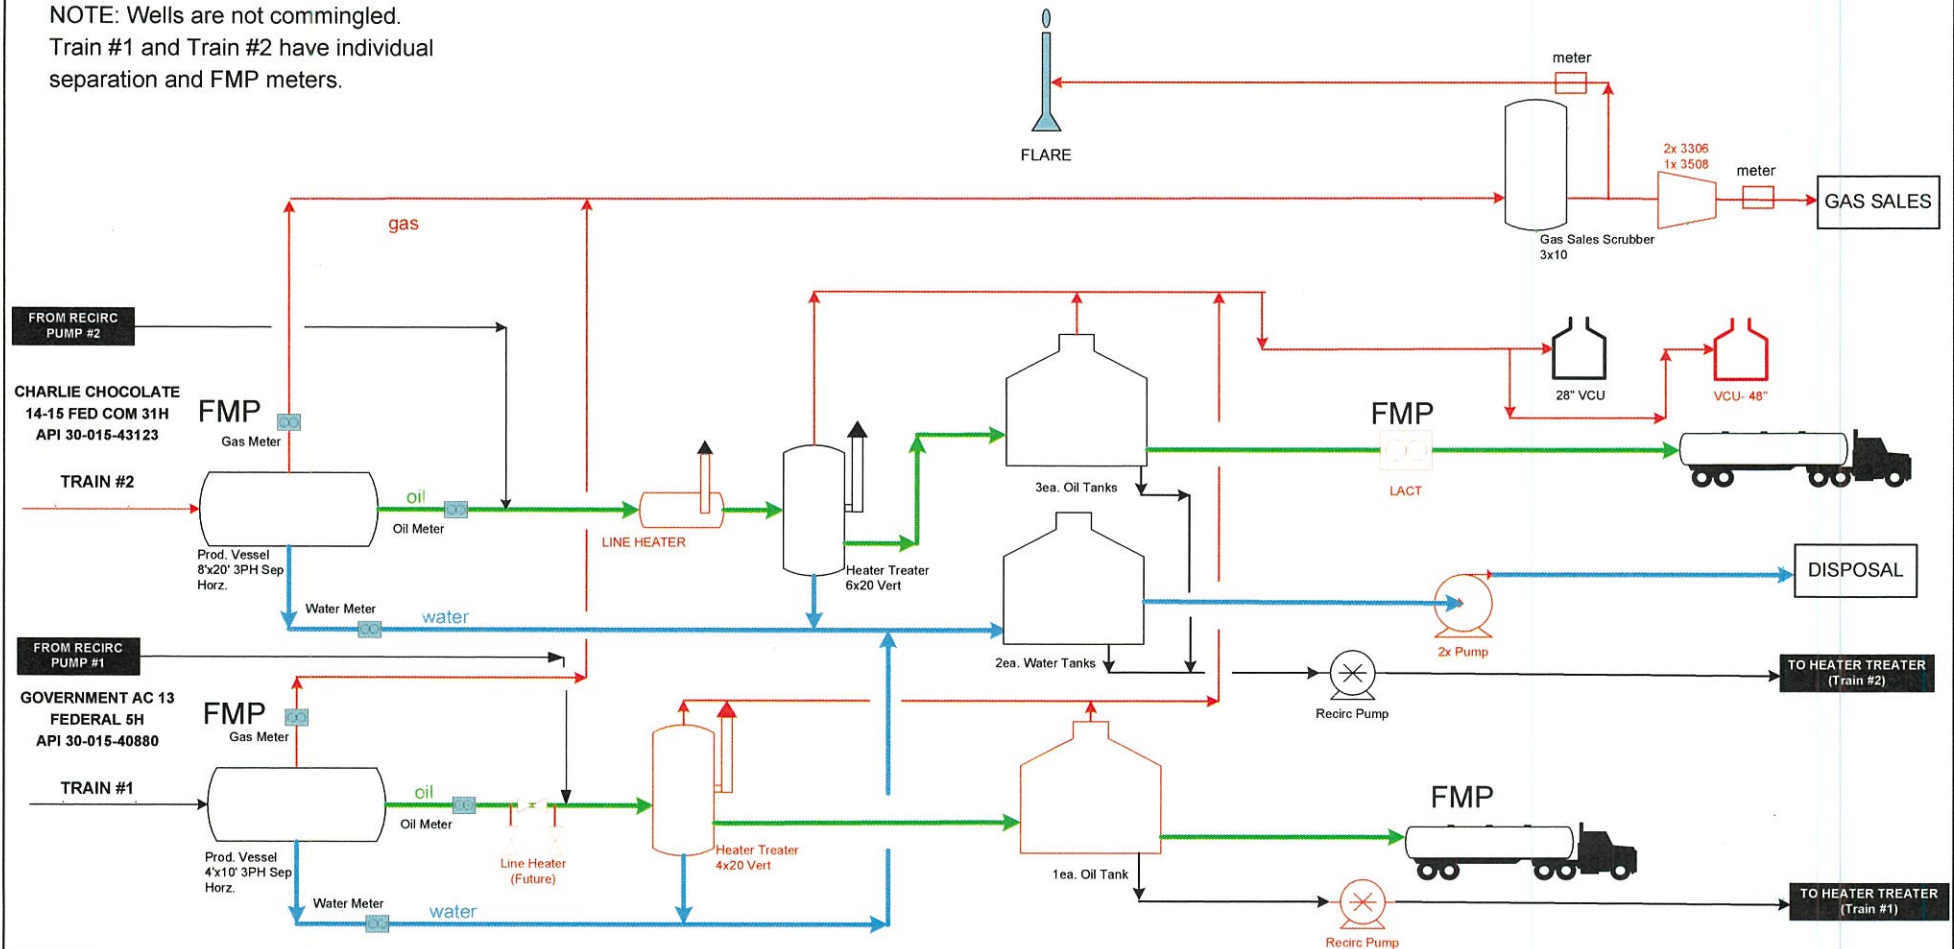 NOTE: Wells are not commingled.
Train #1 and Train #2 have individual
separation and FMP meters.
meter
FLARE
2x 3306
1x 3508
meter
GAS SALES
gas
Gas Sales Scrubber
3x10
FROM RECIRC
PUMP #2
CHARLIE CHOCOLATE
14-15 FED COM 31H
API 30-015-43123
FMP
Gas Meter
28" VCU
VCU- 48"
FMP
TRAIN #2
oil
Oil Meter
LINE HEATER
3ea. Oil Tanks
LACT
Prod. Vessel
8'x20' 3PH Sep
Horz.
Heater Treater
6x20 Vert
DISPOSAL
Water Meter
water
FROM RECIRC
PUMP #1
2ea. Water Tanks
2x Pump
TO HEATER TREATER
(Train #2)
Recirc Pump
GOVERNMENT AC 13
FEDERAL 5H
API 30-015-40880
FMP
Gas Meter
TRAIN #1
oil
Oil Meter
FMP
Prod. Vessel
4'x10' 3PH Sep
Horz.
Line Heater
(Future)
Heater Treater
4x20 Vert
1ea. Oil Tank
Water Meter
water
TO HEATER TREATER
(Train #1)
Recirc Pump